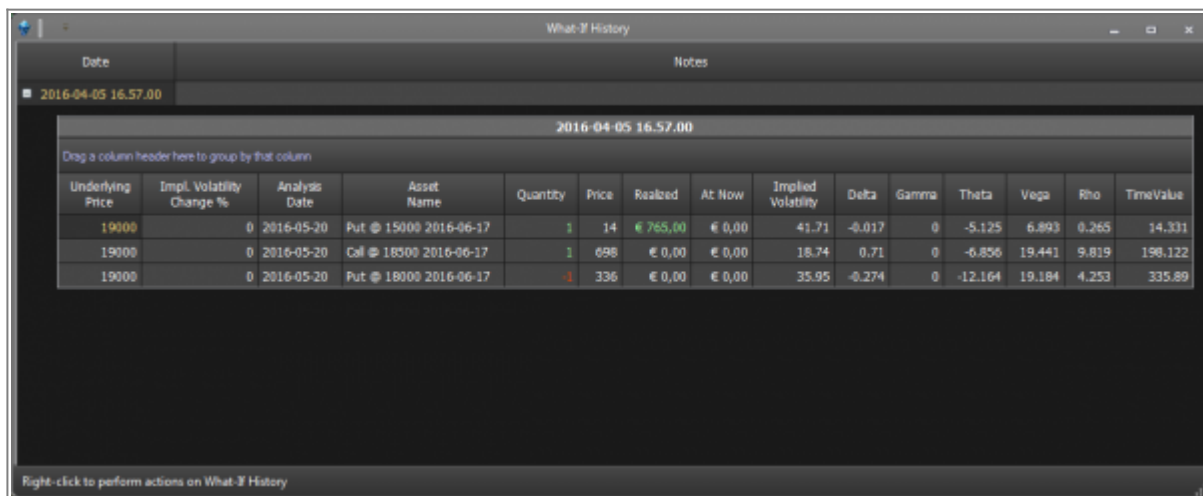 What-If History
Date Notes
2016-04-05 16.57.00
2016-04-05 16.57.00
Drag a column header here to group by that column
Underlying Price Impl. Volatility Change % Analysis Date Asset Name Quantity Price Realized At Now Implied Volatility Delta Gamma Theta Vega Rho TimeValue
19000 0 2016-05-20 Put @ 15000 2016-06-17 1 14 € 765,00 € 0,00 41.71 -0.017 0 -5.125 6.893 0.265 14.331
19000 0 2016-05-20 Call @ 18500 2016-06-17 1 698 € 0,00 € 0,00 18.74 0.71 0 -6.856 19.441 9.819 198.122
19000 0 2016-05-20 Put @ 18000 2016-06-17 -1 336 € 0,00 € 0,00 35.95 -0.274 0 -12.164 19.184 4.253 335.89
Right-click to perform actions on What-If History